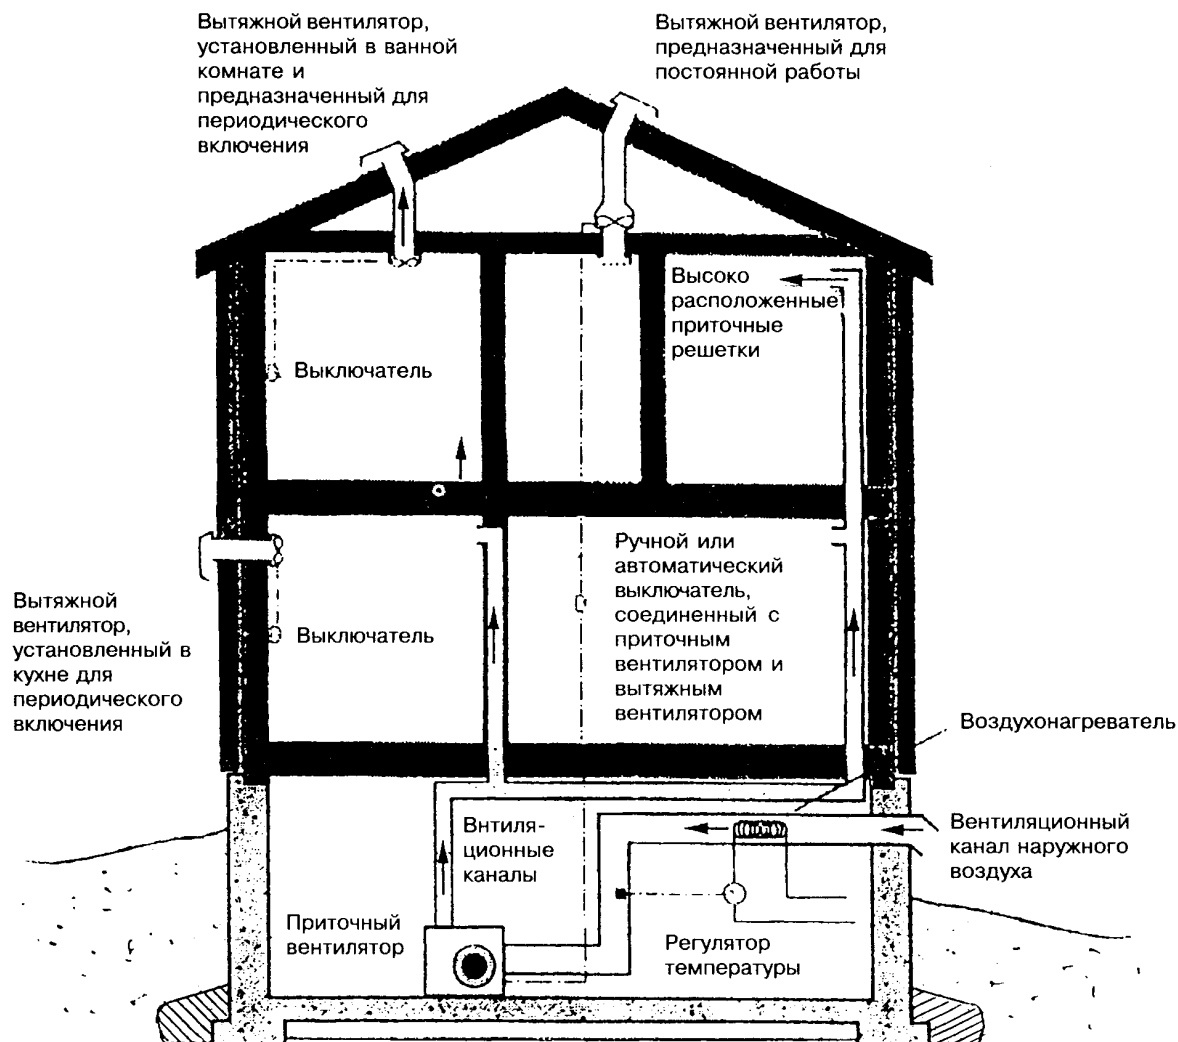 Вытяжной вентилятор,
установленный в ванной
комнате и
предназначенный для
периодического
включения
Вытяжной вентилятор,
предназначенный для
постоянной работы
Высоко
расположенные
приточные
решетки
Выключатель
Ручной или
автоматический
выключатель,
соединенный с
приточным
вентилятором и
вытяжным
вентилятором
Вытяжной
вентилятор,
установленный в
кухне для
периодического
включения
Выключатель
Воздухонагреватель
Внтиля-
ционные
каналы
Вентиляционный
канал наружного
воздуха
Приточный
вентилятор
Регулятор
температуры